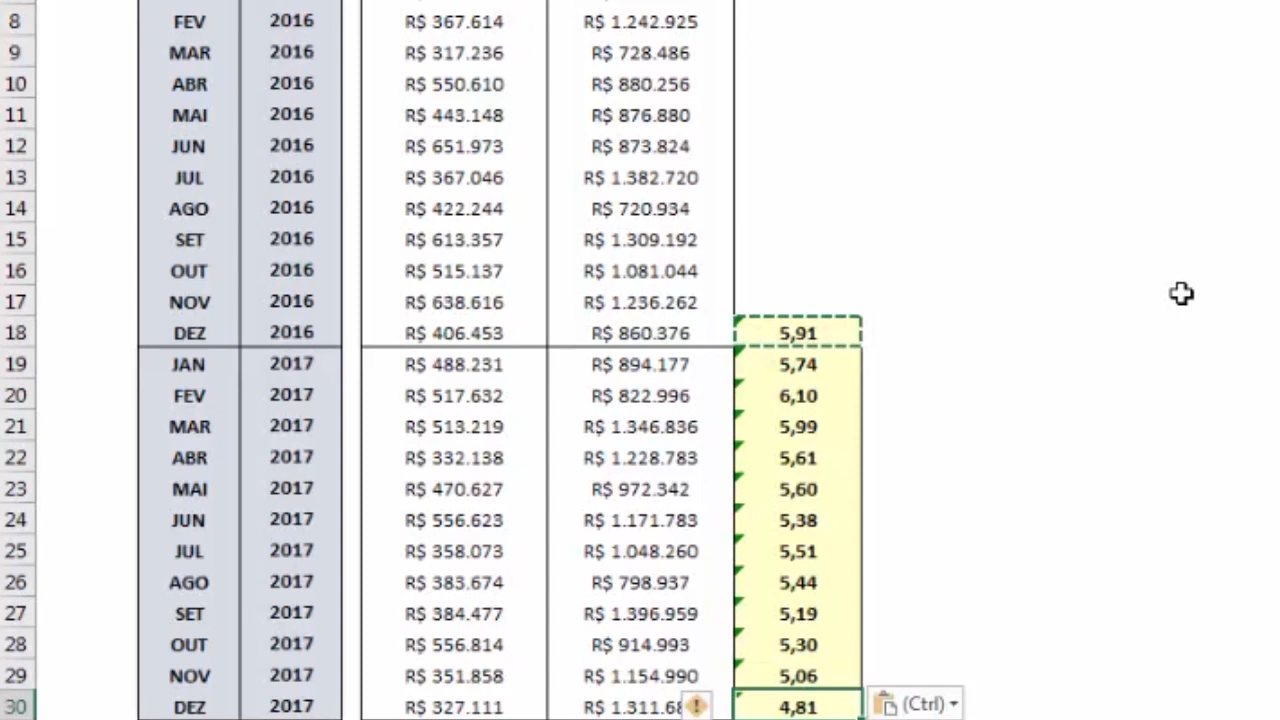 8 FEV 2016 R$ 367.614 R$ 1.242.925
9 MAR 2016 R$ 317.236 R$ 728.486
10 ABR 2016 R$ 550.610 R$ 880.256
11 MAI 2016 R$ 443.148 R$ 876.880
12 JUN 2016 R$ 651.973 R$ 873.824
13 JUL 2016 R$ 367.046 R$ 1.382.720
14 AGO 2016 R$ 422.244 R$ 720.934
15 SET 2016 R$ 613.357 R$ 1.309.192
16 OUT 2016 R$ 515.137 R$ 1.081.044
17 NOV 2016 R$ 638.616 R$ 1.236.262
18 DEZ 2016 R$ 406.453 R$ 860.376 5,91
19 JAN 2017 R$ 488.231 R$ 894.177 5,74
20 FEV 2017 R$ 517.632 R$ 822.996 6,10
21 MAR 2017 R$ 513.219 R$ 1.346.836 5,99
22 ABR 2017 R$ 332.138 R$ 1.228.783 5,61
23 MAI 2017 R$ 470.627 R$ 972.342 5,60
24 JUN 2017 R$ 556.623 R$ 1.171.783 5,38
25 JUL 2017 R$ 358.073 R$ 1.048.260 5,51
26 AGO 2017 R$ 383.674 R$ 798.937 5,44
27 SET 2017 R$ 384.477 R$ 1.396.959 5,19
28 OUT 2017 R$ 556.814 R$ 914.993 5,30
29 NOV 2017 R$ 351.858 R$ 1.154.990 5,06
30 DEZ 2017 R$ 327.111 R$ 4,81 (Ctrl)